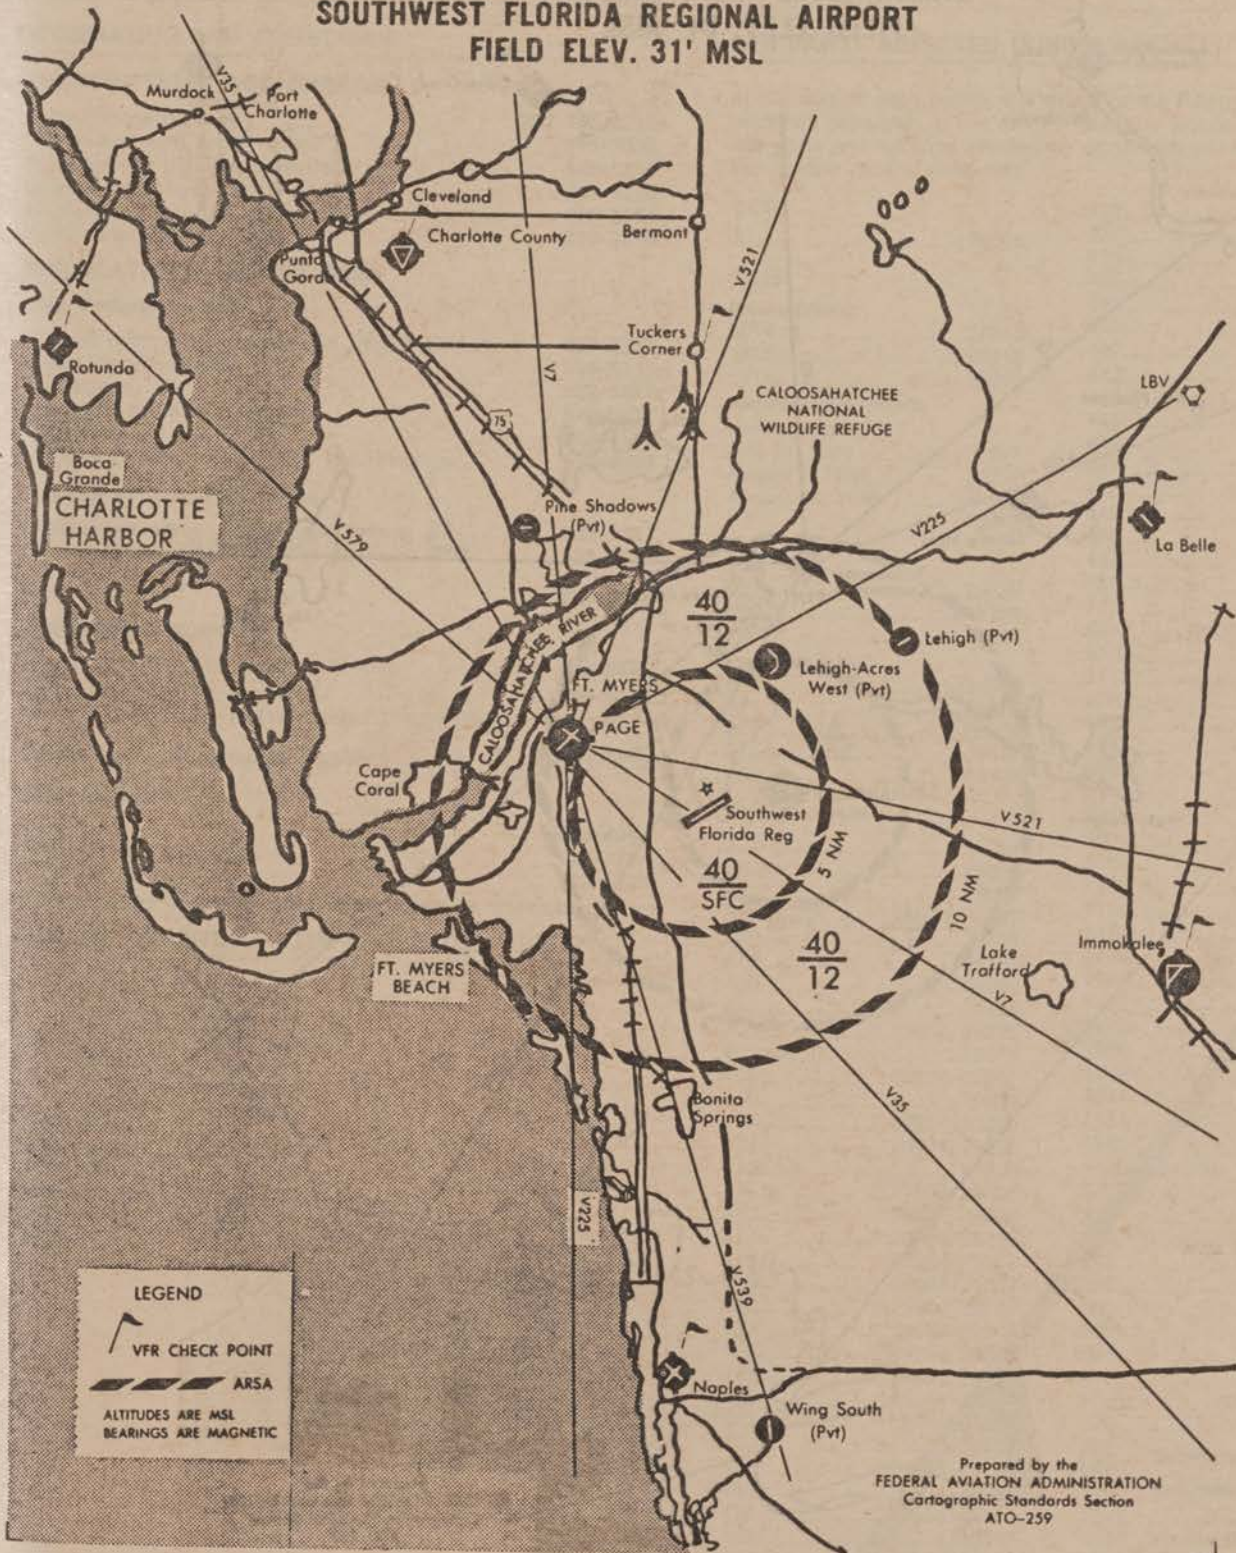 SOUTHWEST FLORIDA REGIONAL AIRPORT
FIELD ELEV. 31' MSL
V35
Murdock
Port
Charlotte
Cleveland
Charlotte County
Bermont
V521
Punta
Gorda
Tuckers
Corner
Rotunda
V7
75
CALOOSAHATCHEE
NATIONAL
WILDLIFE REFUGE
LBV
Boca
Grande
CHARLOTTE
HARBOR
V579
Pine Shadows
(Pvt)
V225
La Belle
40
12
CALOOSAHATCHEE RIVER
Lehigh (Pvt)
Lehigh-Acres
West (Pvt)
FT. MYERS
PAGE
Cape
Coral
Southwest
Florida Reg
V521
5 NM
40
SFC
10 NM
40
12
Lake
Trafford
Immokalee
FT. MYERS
BEACH
V7
V35
Bonita
Springs
V225
V539
LEGEND
VFR CHECK POINT
ARSA
ALTITUDES ARE MSL
BEARINGS ARE MAGNETIC
Naples
Wing South
(Pvt)
Prepared by the
FEDERAL AVIATION ADMINISTRATION
Cartographic Standards Section
ATO-259